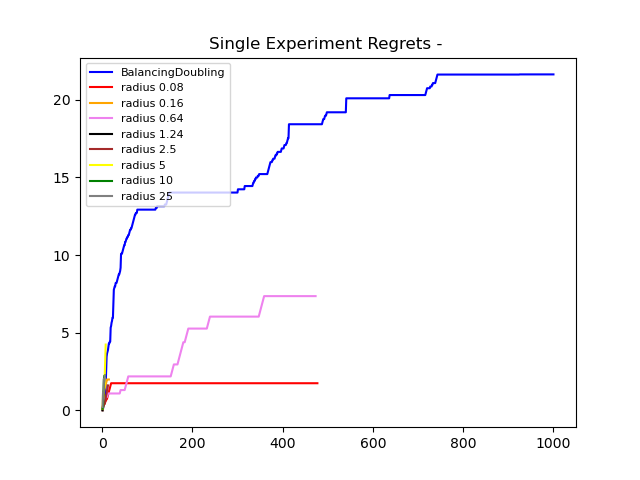 Single Experiment Regrets -
BalancingDoubling
radius 0.08
radius 0.16
radius 0.64
radius 1.24
radius 2.5
radius 5
radius 10
radius 25
20
15
10
5
0
0 200 400 600 800 1000